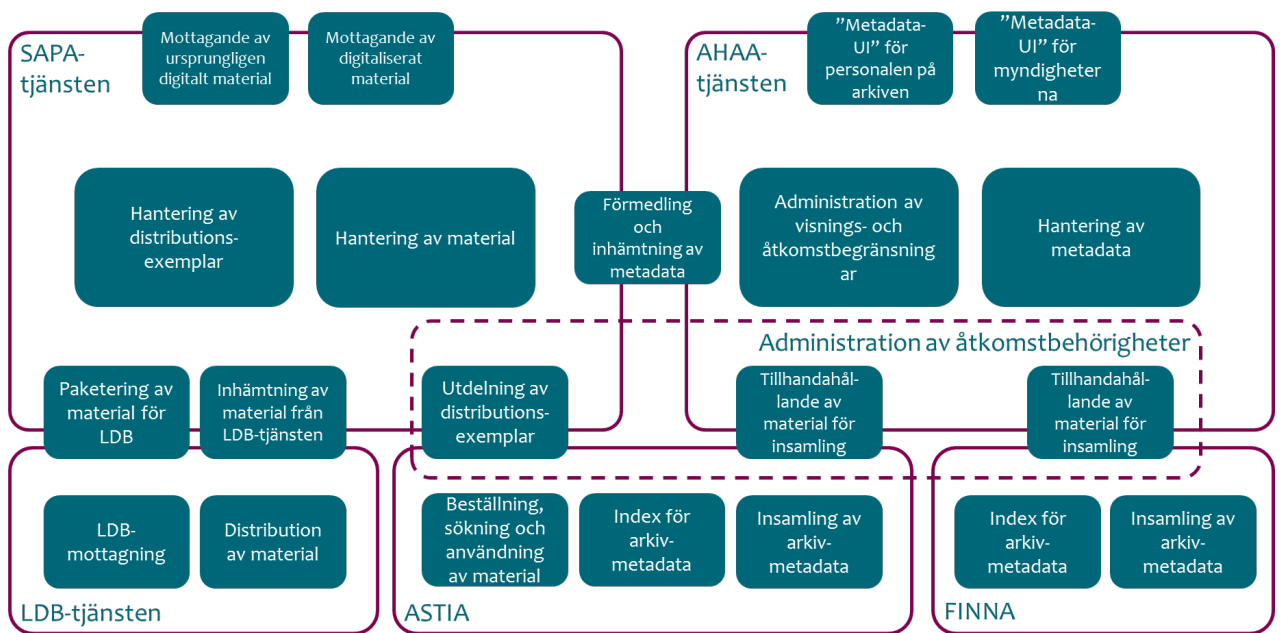 SAPA-
tjänsten
Mottagande av
ursprungligen
digitalt material
Mottagande av
digitaliserat
material
AHAA-
tjänsten
”Metadata-
UI” för
personalen på
arkiven
”Metadata-
UI” för
myndigheter
na
Hantering av
distributions-
exemplar
Hantering av material
Förmedling
och
inhämtning av
metadata
Administration av
visnings- och
åtkomstbegränsning
ar
Hantering av
metadata
Administration av åtkomstbehörigheter
Paketering av
material för
LDB
Inhämtning av
material från
LDB-tjänsten
Utdelning av
distributions-
exemplar
Tillhandahål-
lande av
material för
insamling
Tillhandahål-
lande av
material för
insamling
LDB-
mottagning
Distribution
av material
LDB-tjänsten
Beställning,
sökning och
användning
av material
Index för
arkiv-
metadata
Insamling av
arkiv-
metadata
ASTIA
Index för
arkiv-
metadata
Insamling av
arkiv-
metadata
FINNA